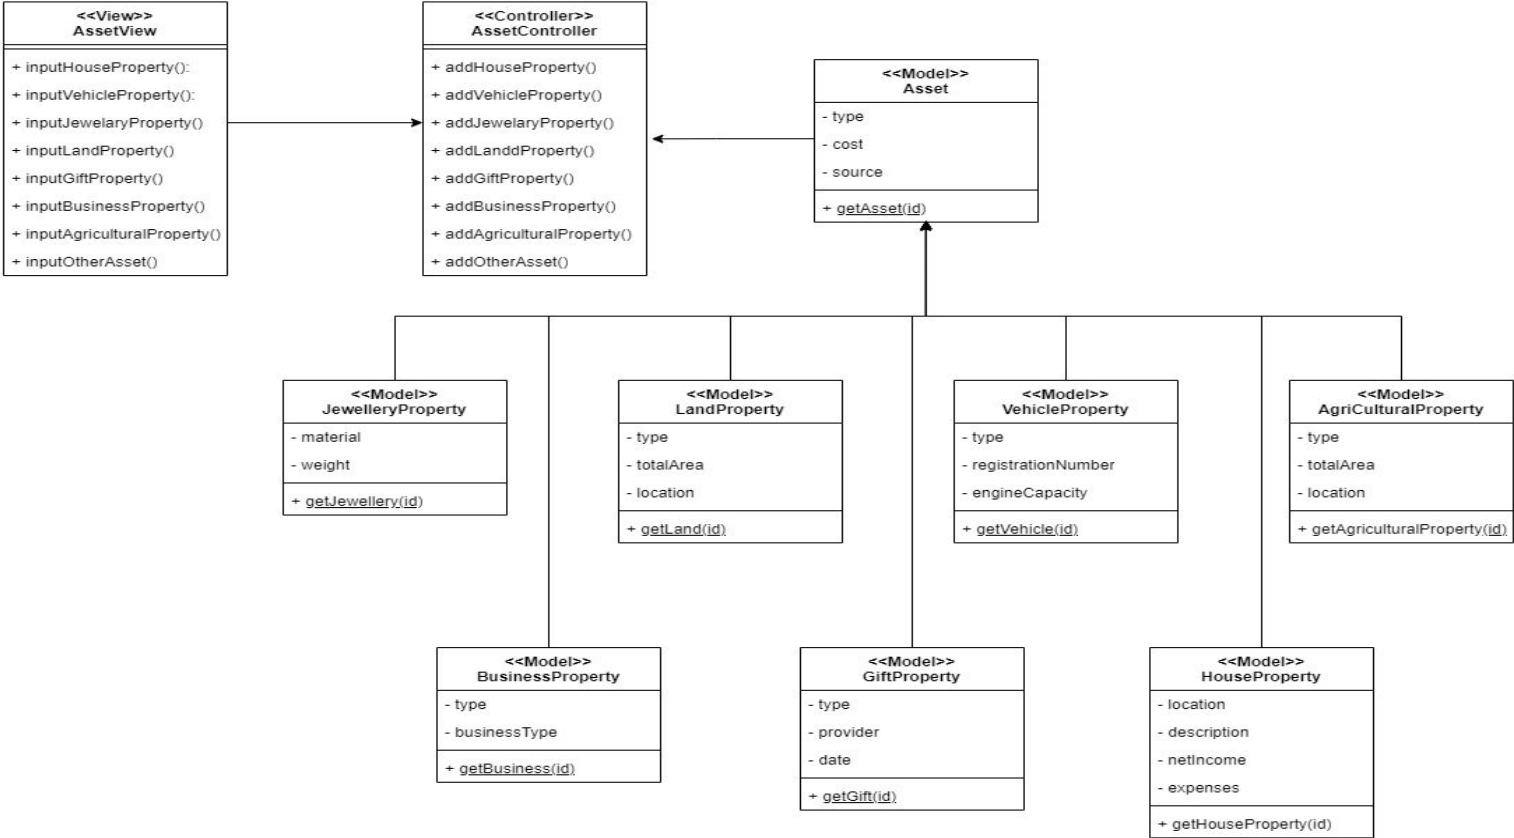 <<View>>
AssetView
+ inputHouseProperty():
+ inputVehicleProperty():
+ inputJewelaryProperty()
+ inputLandProperty()
+ inputGiftProperty()
+ inputBusinessProperty()
+ inputAgriculturalProperty()
+ inputOtherAsset()
<<Controller>>
AssetController
+ addHouseProperty()
+ addVehicleProperty()
+ addJewelaryProperty()
+ addLanddProperty()
+ addGiftProperty()
+ addBusinessProperty()
+ addAgriculturalProperty()
+ addOtherAsset()
<<Model>>
Asset
- type
- cost
- source
+ getAsset(id)
<<Model>>
JewelleryProperty
- material
- weight
+ getJewellery(id)
<<Model>>
LandProperty
- type
- totalArea
- location
+ getLand(id)
<<Model>>
VehicleProperty
- type
- registrationNumber
- engineCapacity
+ getVehicle(id)
<<Model>>
AgriCulturalProperty
- type
- totalArea
- location
+ getAgriculturalProperty(id)
<<Model>>
BusinessProperty
- type
- businessType
+ getBusiness(id)
<<Model>>
GiftProperty
- type
- provider
- date
+ getGift(id)
<<Model>>
HouseProperty
- location
- description
- netIncome
- expenses
+ getHouseProperty(id)